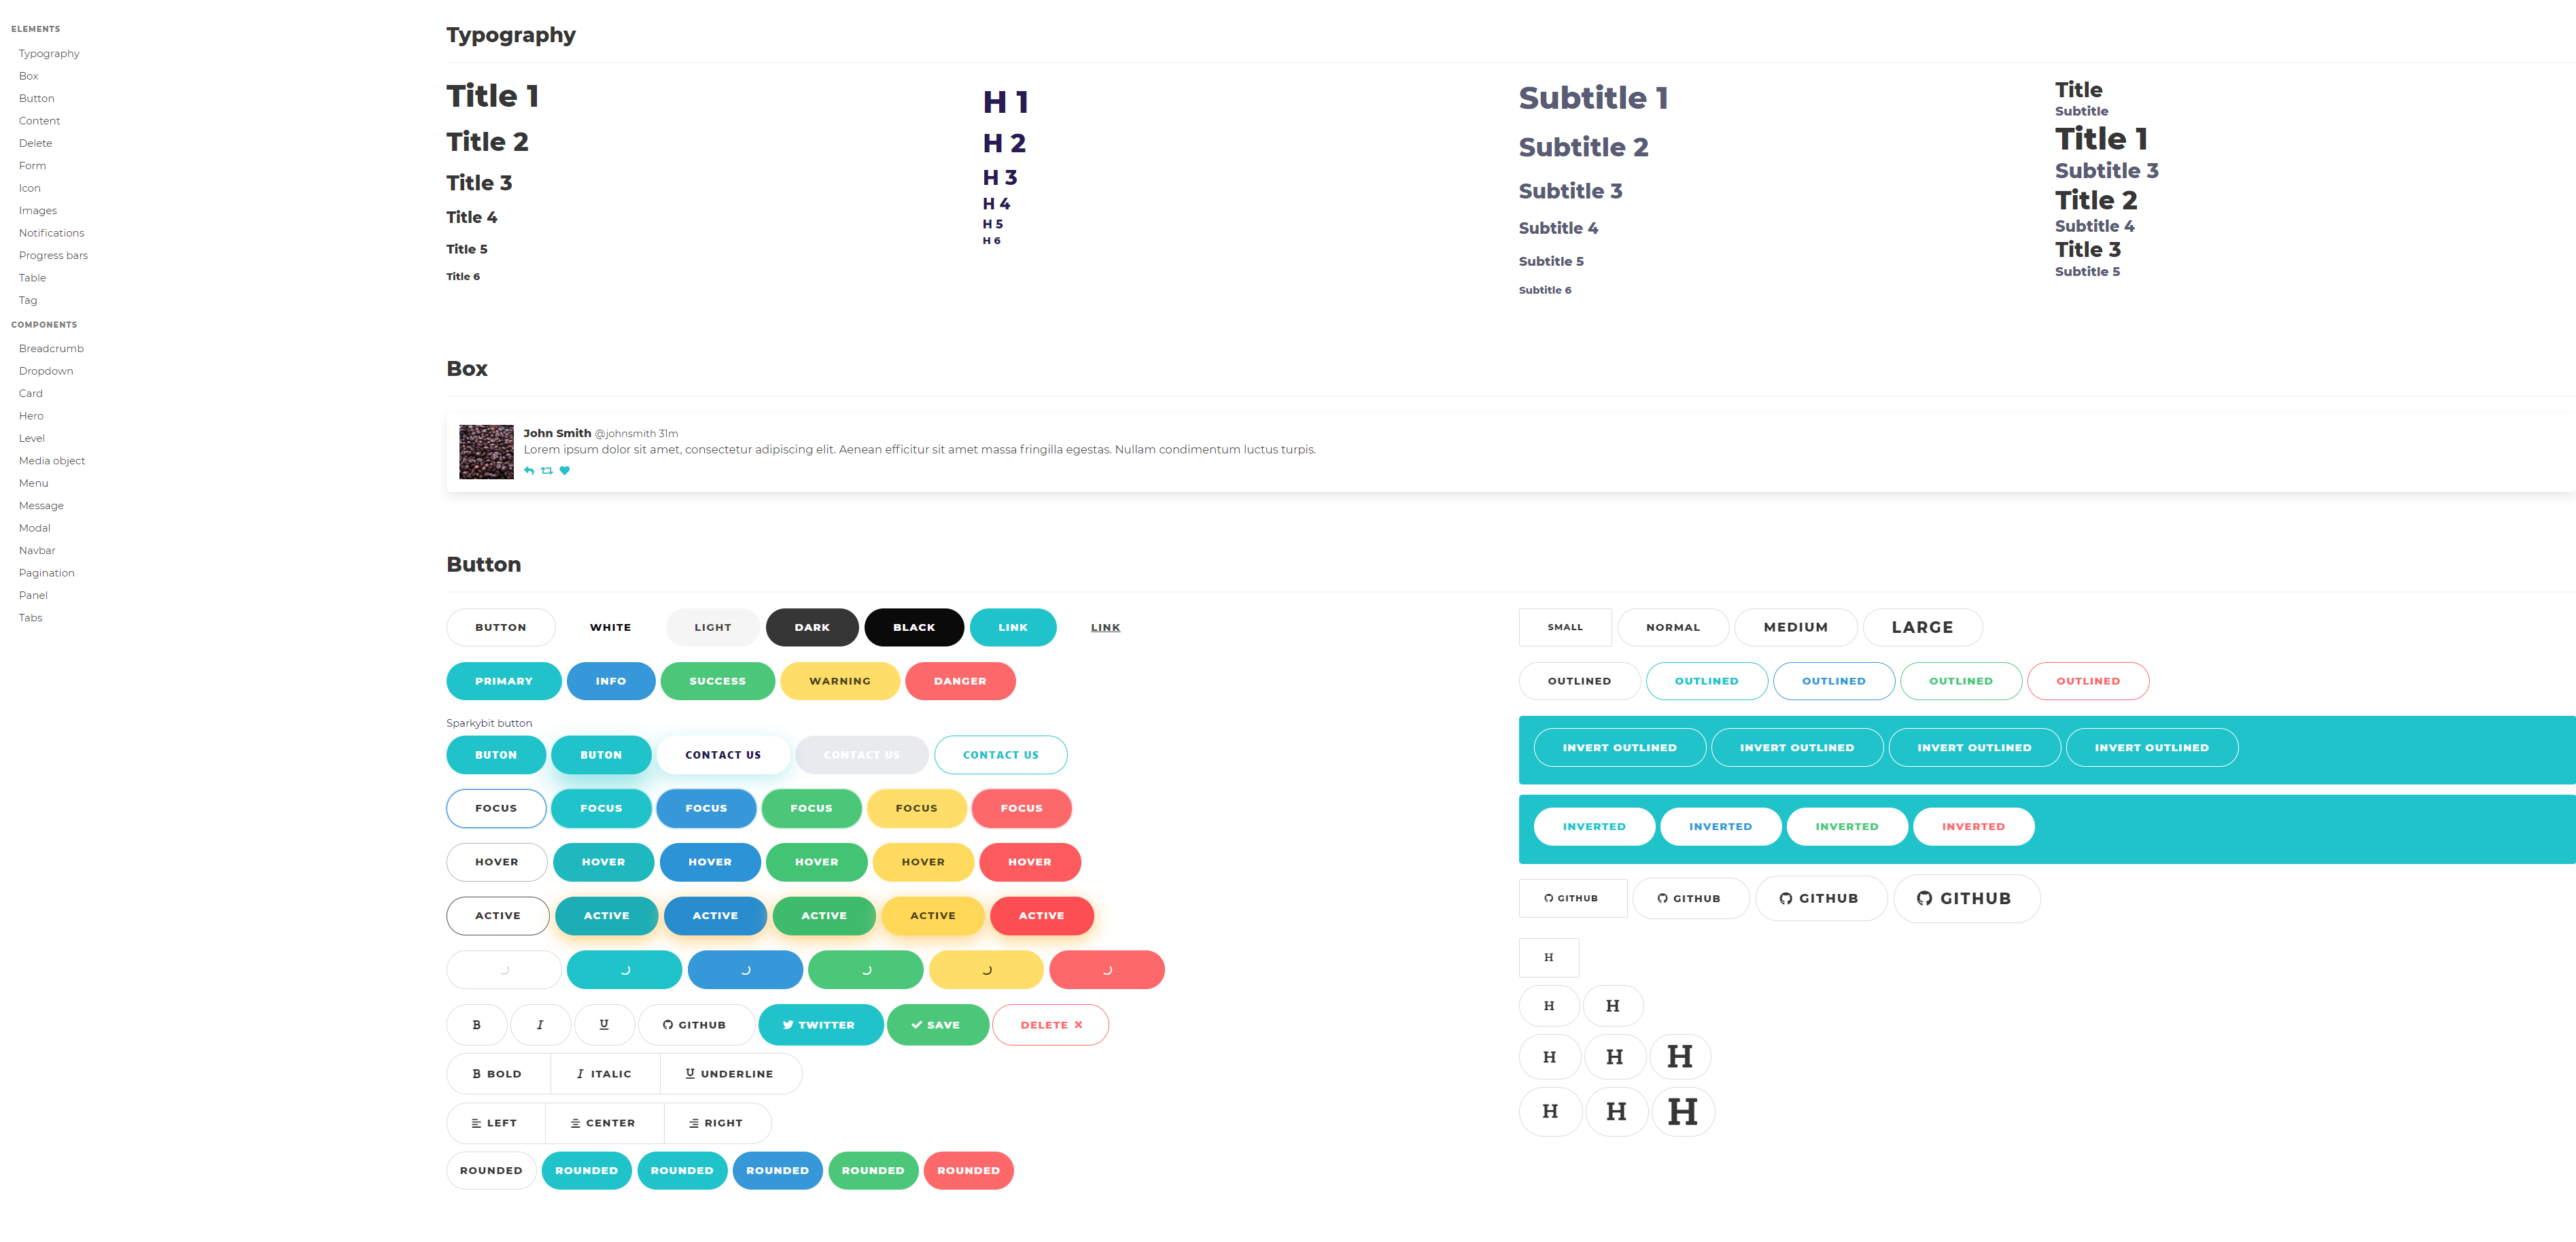 ELEMENTS
Typography
Box
Button
Content
Delete
Form
Icon
Images
Notifications
Progress bars
Table
Tag
COMPONENTS
Breadcrumb
Dropdown
Card
Hero
Level
Media object
Menu
Message
Modal
Navbar
Pagination
Panel
Tabs
Typography
Title 1
Title 2
Title 3
Title 4
Title 5
Title 6
H 1
H 2
H 3
H 4
H 5
H 6
Subtitle 1
Subtitle 2
Subtitle 3
Subtitle 4
Subtitle 5
Subtitle 6
Title
Subtitle
Title 1
Subtitle 3
Title 2
Subtitle 4
Title 3
Subtitle 5
Box
John Smith @johnsmith 31m
Lorem ipsum dolor sit amet, consectetur adipiscing elit. Aenean efficitur sit amet massa fringilla egestas. Nullam condimentum luctus turpis.
Button
BUTTON WHITE LIGHT DARK BLACK LINK LINK
PRIMARY INFO SUCCESS WARNING DANGER
Sparkybit button
BUTON BUTON CONTACT US CONTACT US CONTACT US
FOCUS FOCUS FOCUS FOCUS FOCUS FOCUS
HOVER HOVER HOVER HOVER HOVER HOVER
ACTIVE ACTIVE ACTIVE ACTIVE ACTIVE ACTIVE
B I U GITHUB TWITTER SAVE DELETE
B BOLD I ITALIC U UNDERLINE
LEFT CENTER RIGHT
ROUNDED ROUNDED ROUNDED ROUNDED ROUNDED ROUNDED
SMALL NORMAL MEDIUM LARGE
OUTLINED OUTLINED OUTLINED OUTLINED OUTLINED
INVERT OUTLINED INVERT OUTLINED INVERT OUTLINED INVERT OUTLINED
INVERTED INVERTED INVERTED INVERTED
GITHUB GITHUB GITHUB GITHUB
H
H H
H H H
H H H